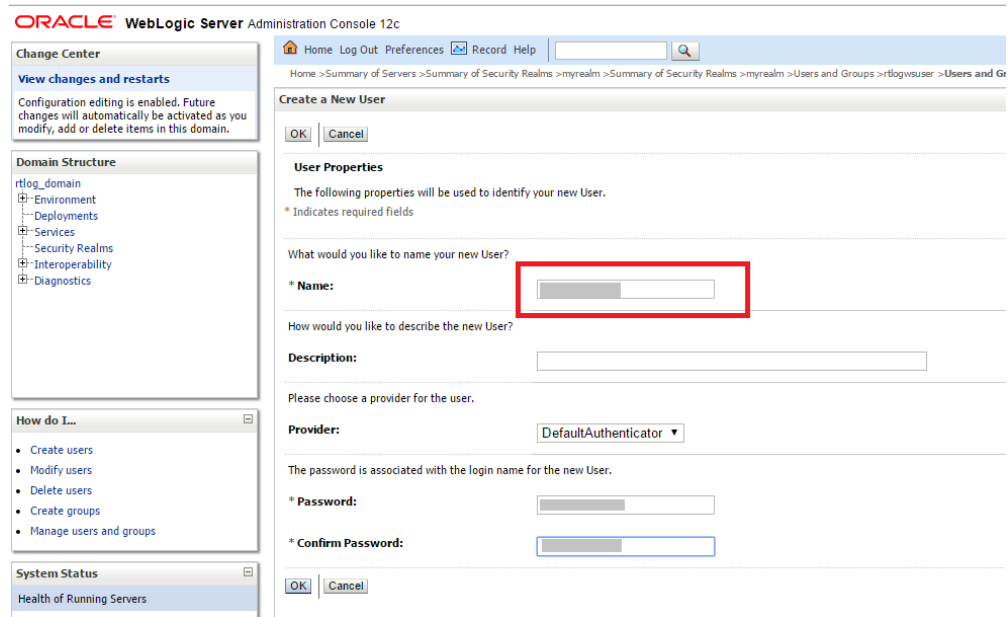 ORACLE WebLogic Server Administration Console 12c
Change Center
View changes and restarts
Configuration editing is enabled. Future
changes will automatically be activated as you
modify, add or delete items in this domain.
Domain Structure
rtlog_domain
Environment
Deployments
Services
Security Realms
Interoperability
Diagnostics
How do I...
Create users
Modify users
Delete users
Create groups
Manage users and groups
System Status
Health of Running Servers
Home Log Out Preferences Record Help
Home >Summary of Servers >Summary of Security Realms >myrealm >Summary of Security Realms >myrealm >Users and Groups >rtlogwsuser >Users and Gr
Create a New User
OK Cancel
User Properties
The following properties will be used to identify your new User.
* Indicates required fields
What would you like to name your new User?
* Name:
How would you like to describe the new User?
Description:
Please choose a provider for the user.
Provider: DefaultAuthenticator
The password is associated with the login name for the new User.
* Password:
* Confirm Password:
OK Cancel